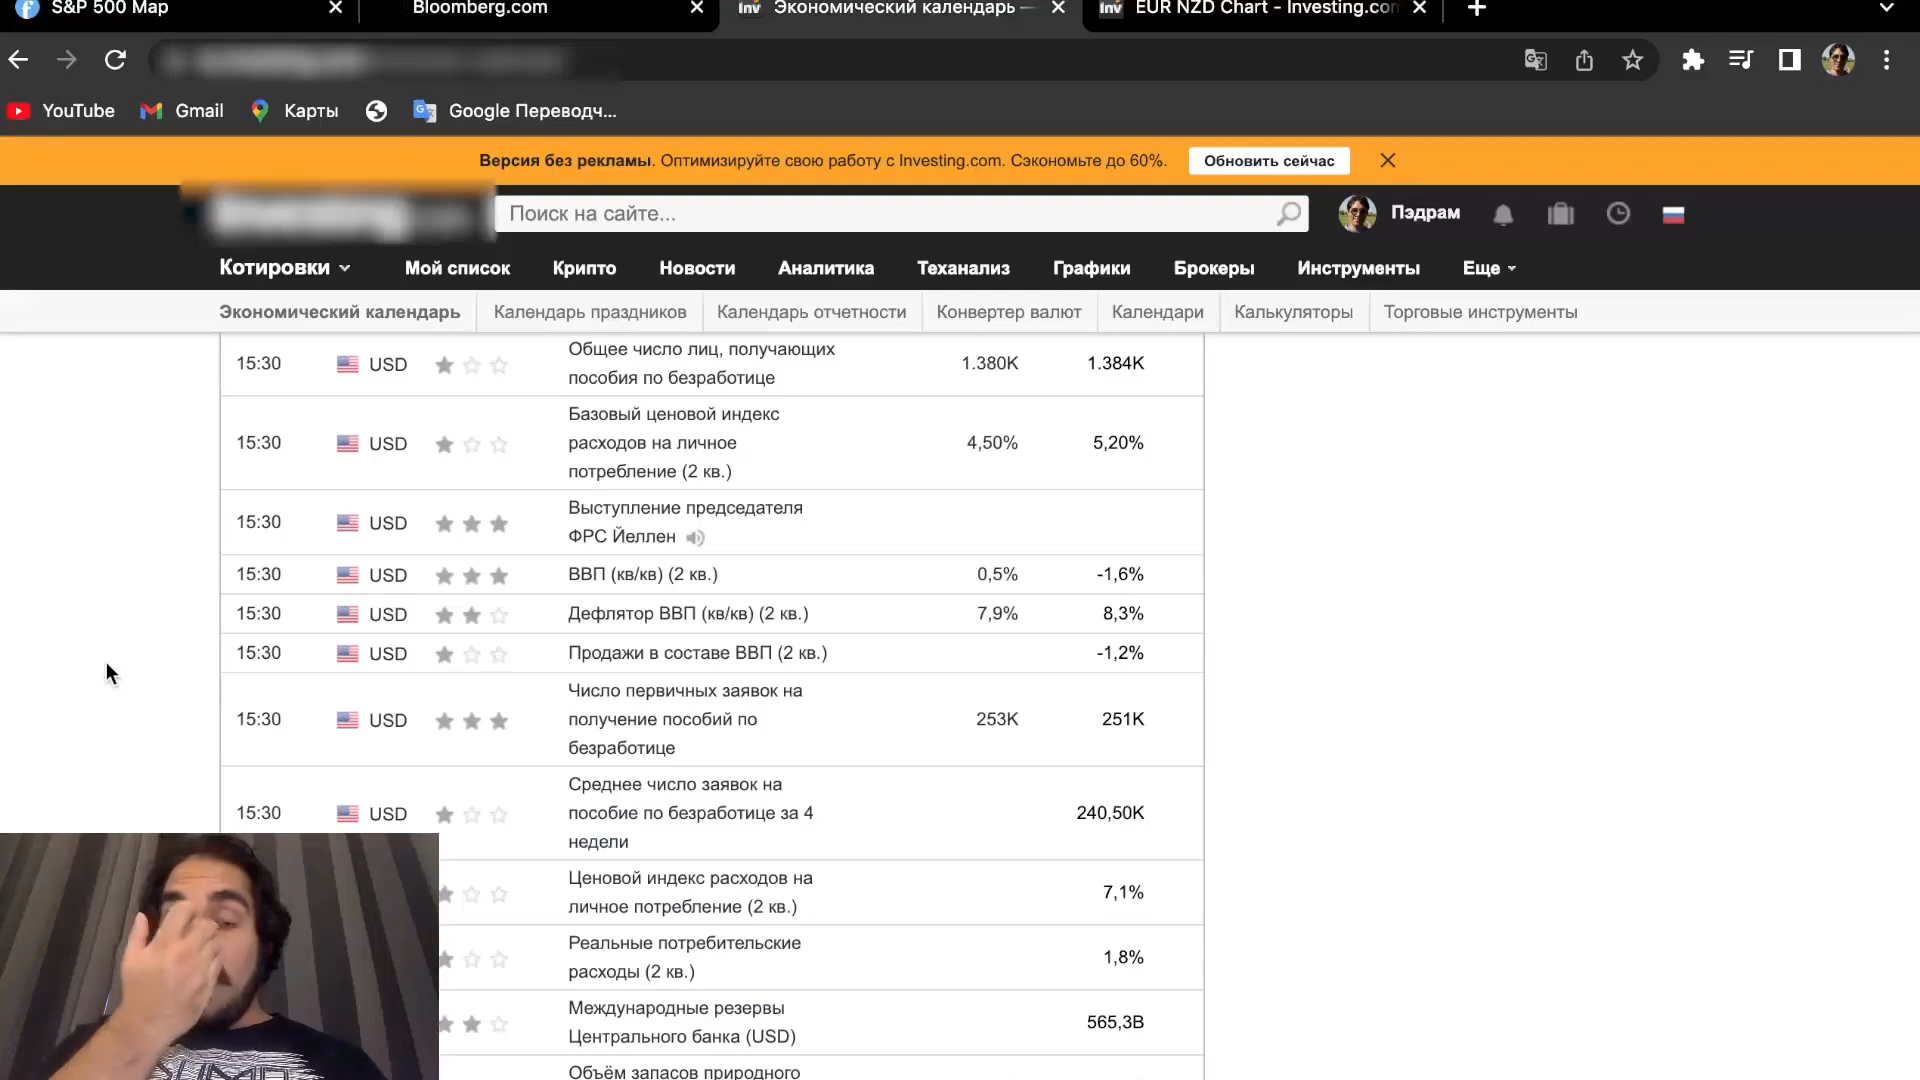 S&P 500 Map
Bloomberg.com
Экономический календарь —
EUR NZD Chart - Investing.com
YouTube
Gmail
Карты
Google Переводч...
Версия без рекламы. Оптимизируйте свою работу с Investing.com. Сэкономьте до 60%.
Обновить сейчас
Поиск на сайте...
Пэдрам
Котировки
Мой список
Крипто
Новости
Аналитика
Теханализ
Графики
Брокеры
Инструменты
Еще
Экономический календарь
Календарь праздников
Календарь отчетности
Конвертер валют
Календари
Калькуляторы
Торговые инструменты
15:30 USD Общее число лиц, получающих 1.380K 1.384K
пособия по безработице
Базовый ценовой индекс
15:30 USD расходов на личное 4,50% 5,20%
потребление (2 кв.)
15:30 USD Выступление председателя
ФРС Йеллен
15:30 USD ВВП (кв/кв) (2 кв.) 0,5% -1,6%
15:30 USD Дефлятор ВВП (кв/кв) (2 кв.) 7,9% 8,3%
15:30 USD Продажи в составе ВВП (2 кв.) -1,2%
Число первичных заявок на
15:30 USD получение пособий по 253K 251K
безработице
Среднее число заявок на
15:30 USD пособие по безработице за 4 240,50K
недели
Ценовой индекс расходов на 7,1%
личное потребление (2 кв.)
Реальные потребительские 1,8%
расходы (2 кв.)
Международные резервы 565,3B
Центрального банка (USD)
Объём запасов природного